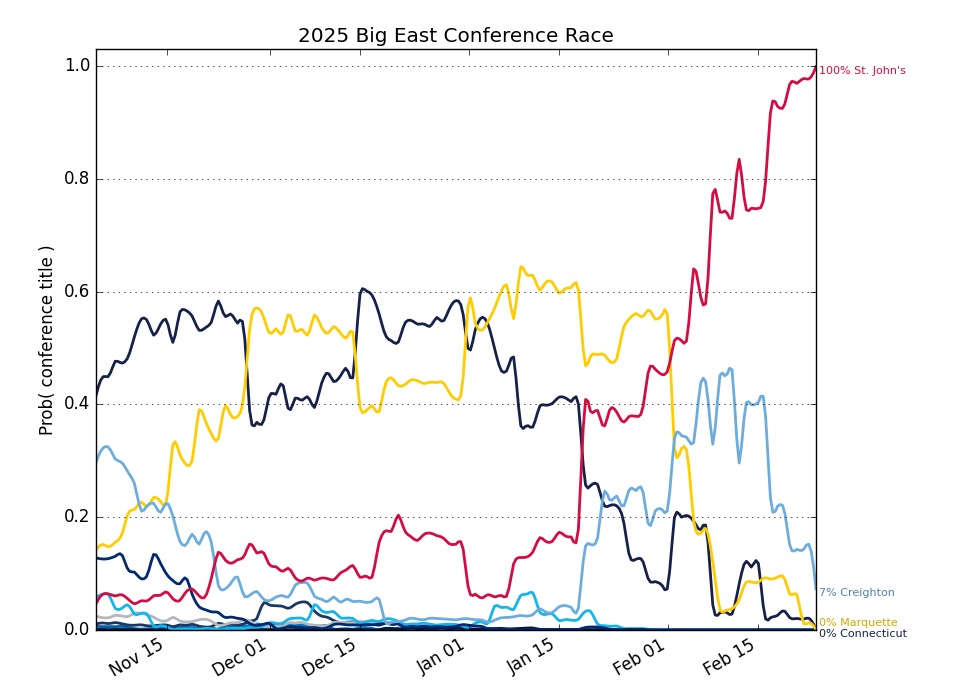 2025 Big East Conference Race
Prob( conference title )
1.0
0.8
0.6
0.4
0.2
0.0
Nov 15
Dec 01
Dec 15
Jan 01
Jan 15
Feb 01
Feb 15
100% St. John's
7% Creighton
0% Marquette
0% Connecticut